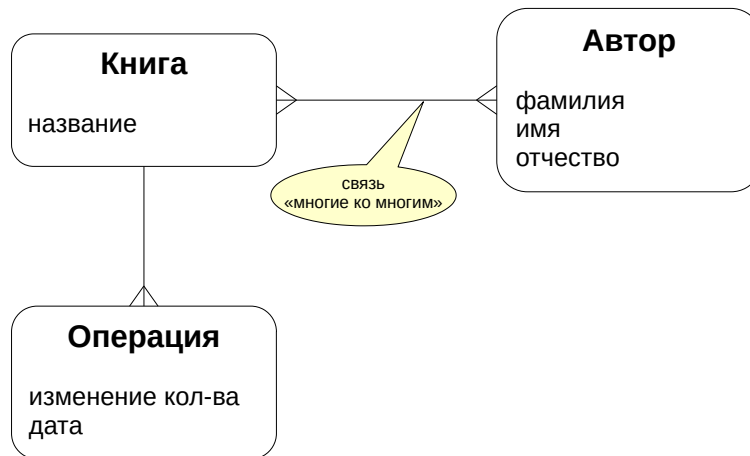 Книга
название
Автор
фамилия
имя
отчество
связь
«многие ко многим»
Операция
изменение кол-ва
дата